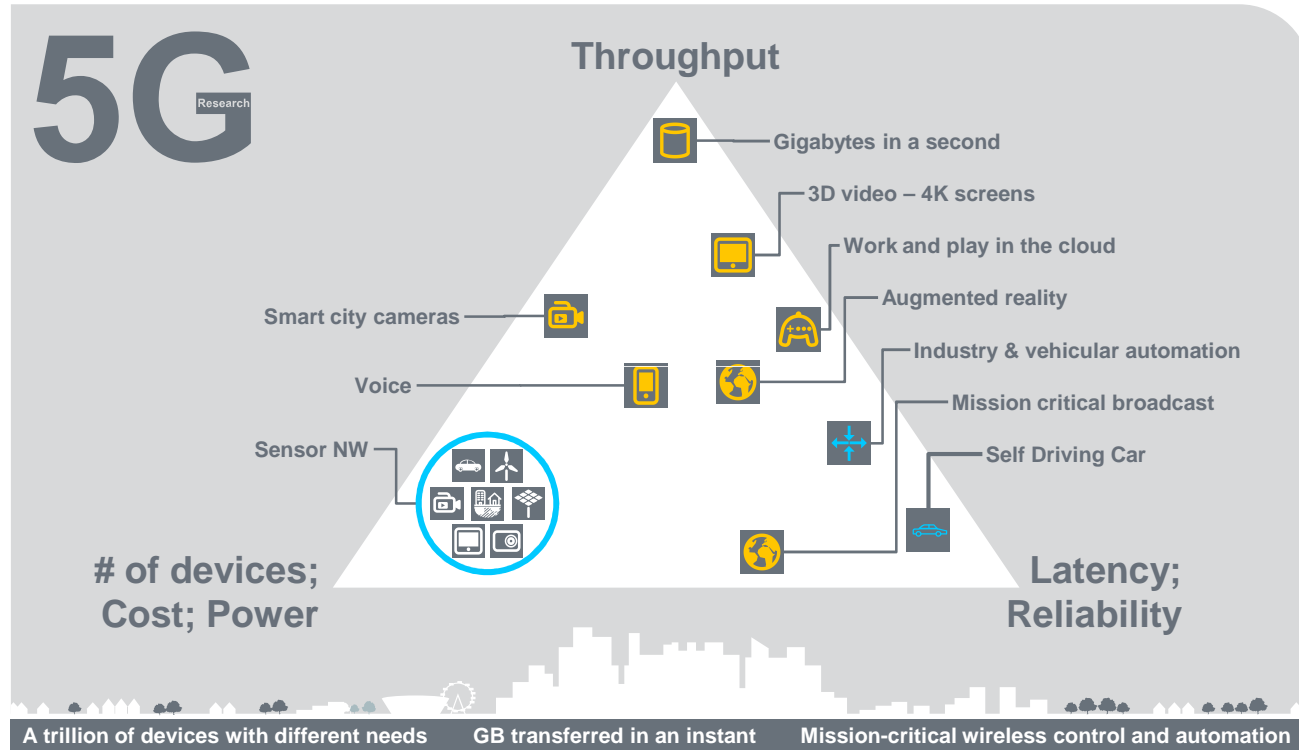 5G
Research
Throughput
Gigabytes in a second
3D video – 4K screens
Work and play in the cloud
Augmented reality
Smart city cameras
Industry & vehicular automation
Voice
Mission critical broadcast
Sensor NW
Self Driving Car
# of devices;
Cost; Power
Latency;
Reliability
A trillion of devices with different needs
GB transferred in an instant
Mission-critical wireless control and automation